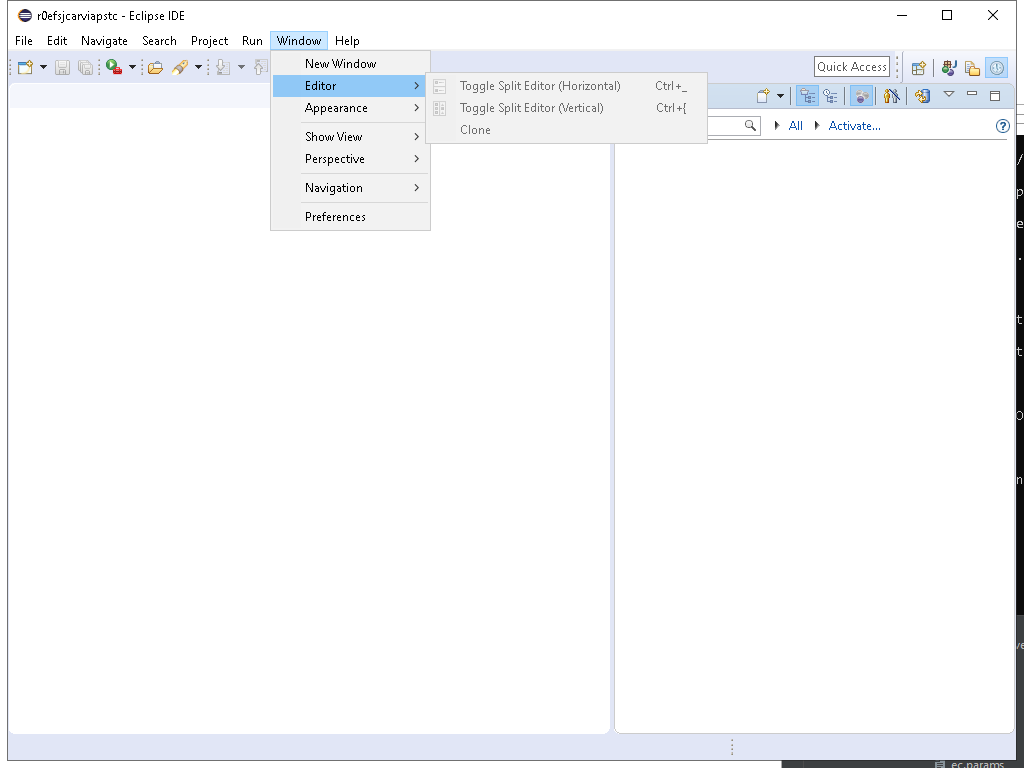 r0efsjcarviapstc - Eclipse IDE
File Edit Navigate Search Project Run Window Help
New Window
Editor
Appearance
Show View
Perspective
Navigation
Preferences
Toggle Split Editor (Horizontal) Ctrl+_
Toggle Split Editor (Vertical) Ctrl+{
Clone
Quick Access
All Activate...
ec.params